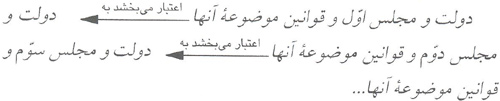 دولت و مجلس اوّل و قوانین موضوعهٔ آنها اعتبار می‌بخشد به دولت و
مجلس دوّم و قوانین موضوعهٔ آنها اعتبار می‌بخشد به دولت و مجلس سوّم و
قوانین موضوعهٔ آنها...